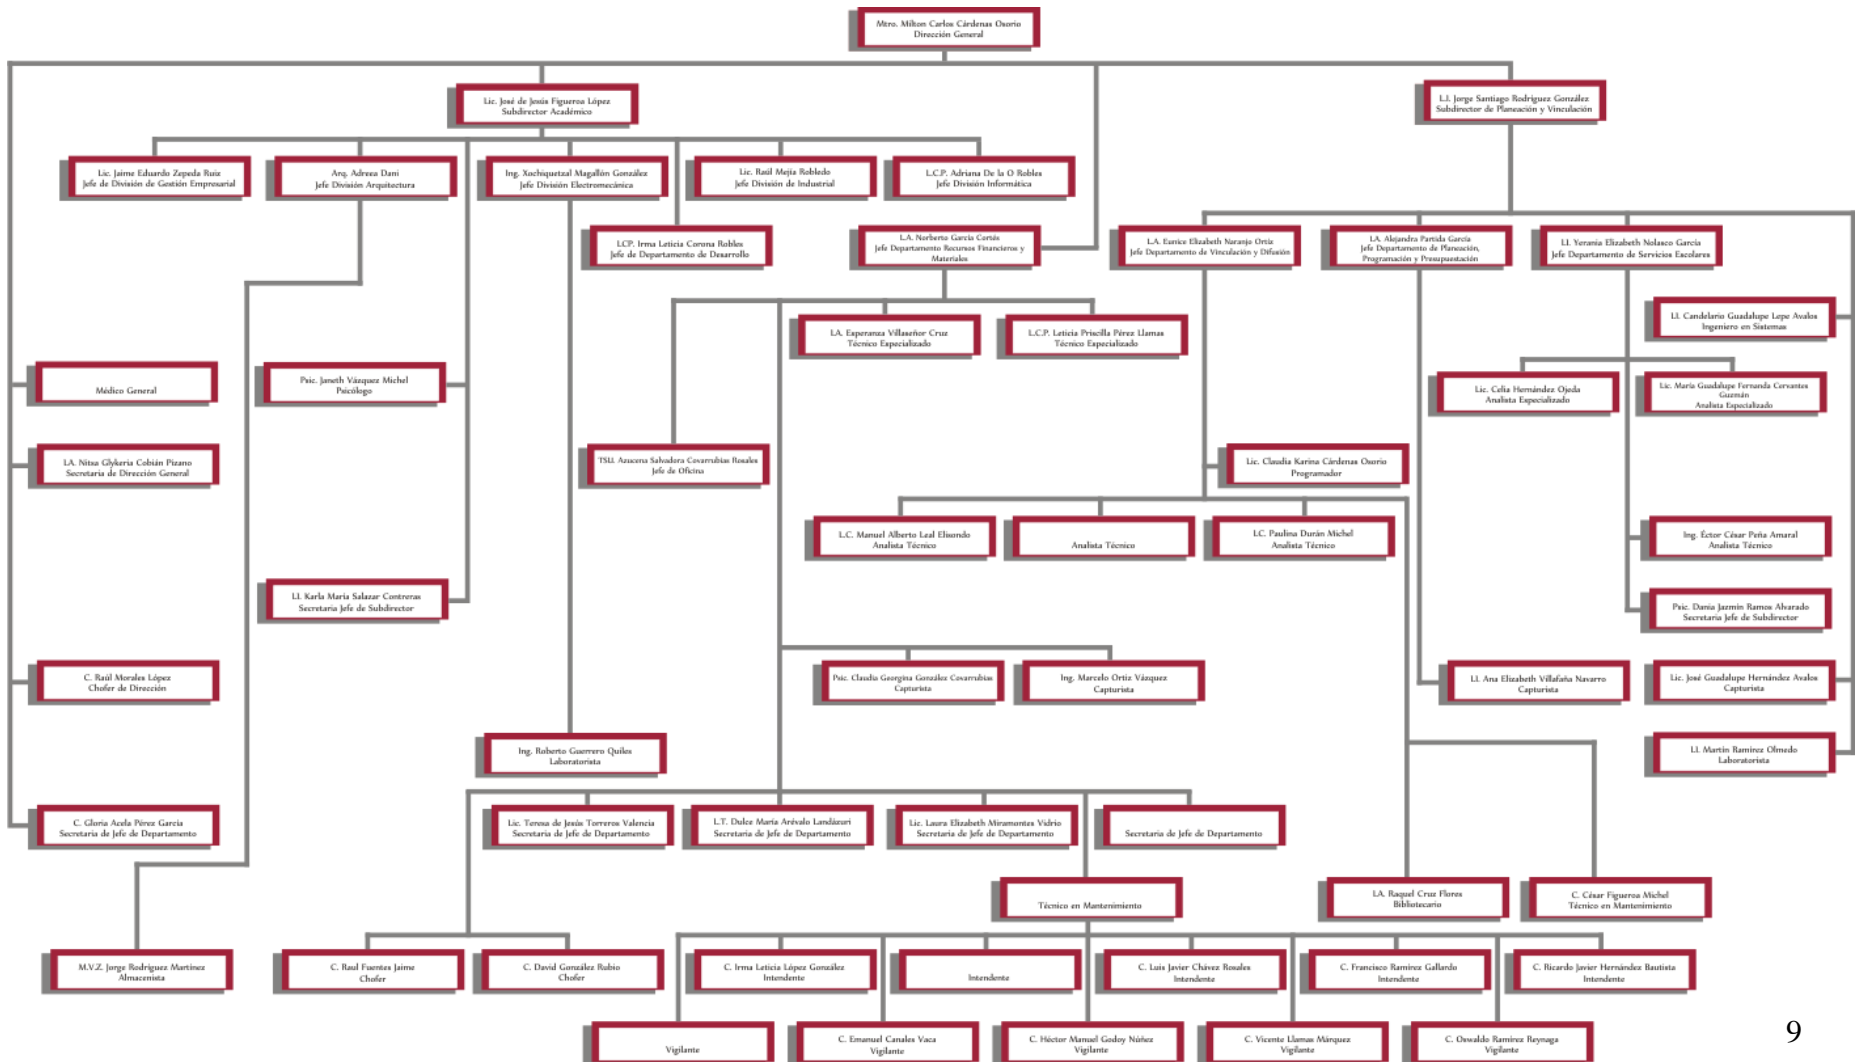 Mtro. Milton Carlos Cárdenas Osorio
Dirección General
Lic. José de Jesús Figueroa López
Subdirector Académico
L.I. Jorge Santiago Rodríguez González
Subdirector de Planeación y Vinculación
Lic. Jaime Eduardo Zepeda Ruiz
Jefe de División de Gestión Empresarial
Arq. Adreea Dani
Jefe División Arquitectura
Ing. Xochiquetzal Magallón González
Jefe División Electromecánica
Lic. Raúl Mejía Robledo
Jefe División de Industrial
L.C.P. Adriana De la O Robles
Jefe División Informática
LCP. Irma Leticia Corona Robles
Jefe de Departamento de Desarrollo
L.A. Norberto García Cortés
Jefe Departamento Recursos Financieros y
Materiales
L.A. Eunice Elizabeth Naranjo Ortiz
Jefe Departamento de Vinculación y Difusión
LA. Alejandra Partida García
Jefe Departamento de Planeación,
Programación y Presupuestación
LI. Yerania Elizabeth Nolasco García
Jefe Departamento de Servicios Escolares
LA. Esperanza Villaseñor Cruz
Técnico Especializado
L.C.P. Leticia Priscilla Pérez Llamas
Técnico Especializado
LI. Candelario Guadalupe Lepe Avalos
Ingeniero en Sistemas
Médico General
Psic. Janeth Vázquez Michel
Psicólogo
Lic. Celia Hernández Ojeda
Analista Especializado
Lic. María Guadalupe Fernanda Cervantes
Guzmán
Analista Especializado
LA. Nitsa Glykeria Cobián Pizano
Secretaria de Dirección General
TSU. Azucena Salvadora Covarrubias Rosales
Jefe de Oficina
Lic. Claudia Karina Cárdenas Osorio
Programador
L.C. Manuel Alberto Leal Elisondo
Analista Técnico
Analista Técnico
LC. Paulina Durán Michel
Analista Técnico
Ing. Éctor César Peña Amaral
Analista Técnico
LI. Karla María Salazar Contreras
Secretaria Jefe de Subdirector
Psic. Dania Jazmín Ramos Alvarado
Secretaria Jefe de Subdirector
C. Raúl Morales López
Chofer de Dirección
Psic. Claudia Georgina González Covarrubias
Capturista
Ing. Marcelo Ortiz Vázquez
Capturista
LI. Ana Elizabeth Villafaña Navarro
Capturista
Lic. José Guadalupe Hernández Avalos
Capturista
Ing. Roberto Guerrero Quiles
Laboratorista
LI. Martín Ramírez Olmedo
Laboratorista
C. Gloria Acela Pérez García
Secretaria de Jefe de Departamento
Lic. Teresa de Jesús Torreros Valencia
Secretaria de Jefe de Departamento
L.T. Dulce María Arévalo Landázuri
Secretaria de Jefe de Departamento
Lic. Laura Elizabeth Miramontes Vidrio
Secretaria de Jefe de Departamento
Secretaria de Jefe de Departamento
Técnico en Mantenimiento
LA. Raquel Cruz Flores
Bibliotecario
C. César Figueroa Michel
Técnico en Mantenimiento
M.V.Z. Jorge Rodríguez Martínez
Almacenista
C. Raul Fuentes Jaime
Chofer
C. David González Rubio
Chofer
C. Irma Leticia López González
Intendente
Intendente
C. Luis Javier Chávez Rosales
Intendente
C. Francisco Ramírez Gallardo
Intendente
C. Ricardo Javier Hernández Bautista
Intendente
Vigilante
C. Emanuel Canales Vaca
Vigilante
C. Héctor Manuel Godoy Núñez
Vigilante
C. Vicente Llamas Márquez
Vigilante
C. Oswaldo Ramírez Reynaga
Vigilante
9